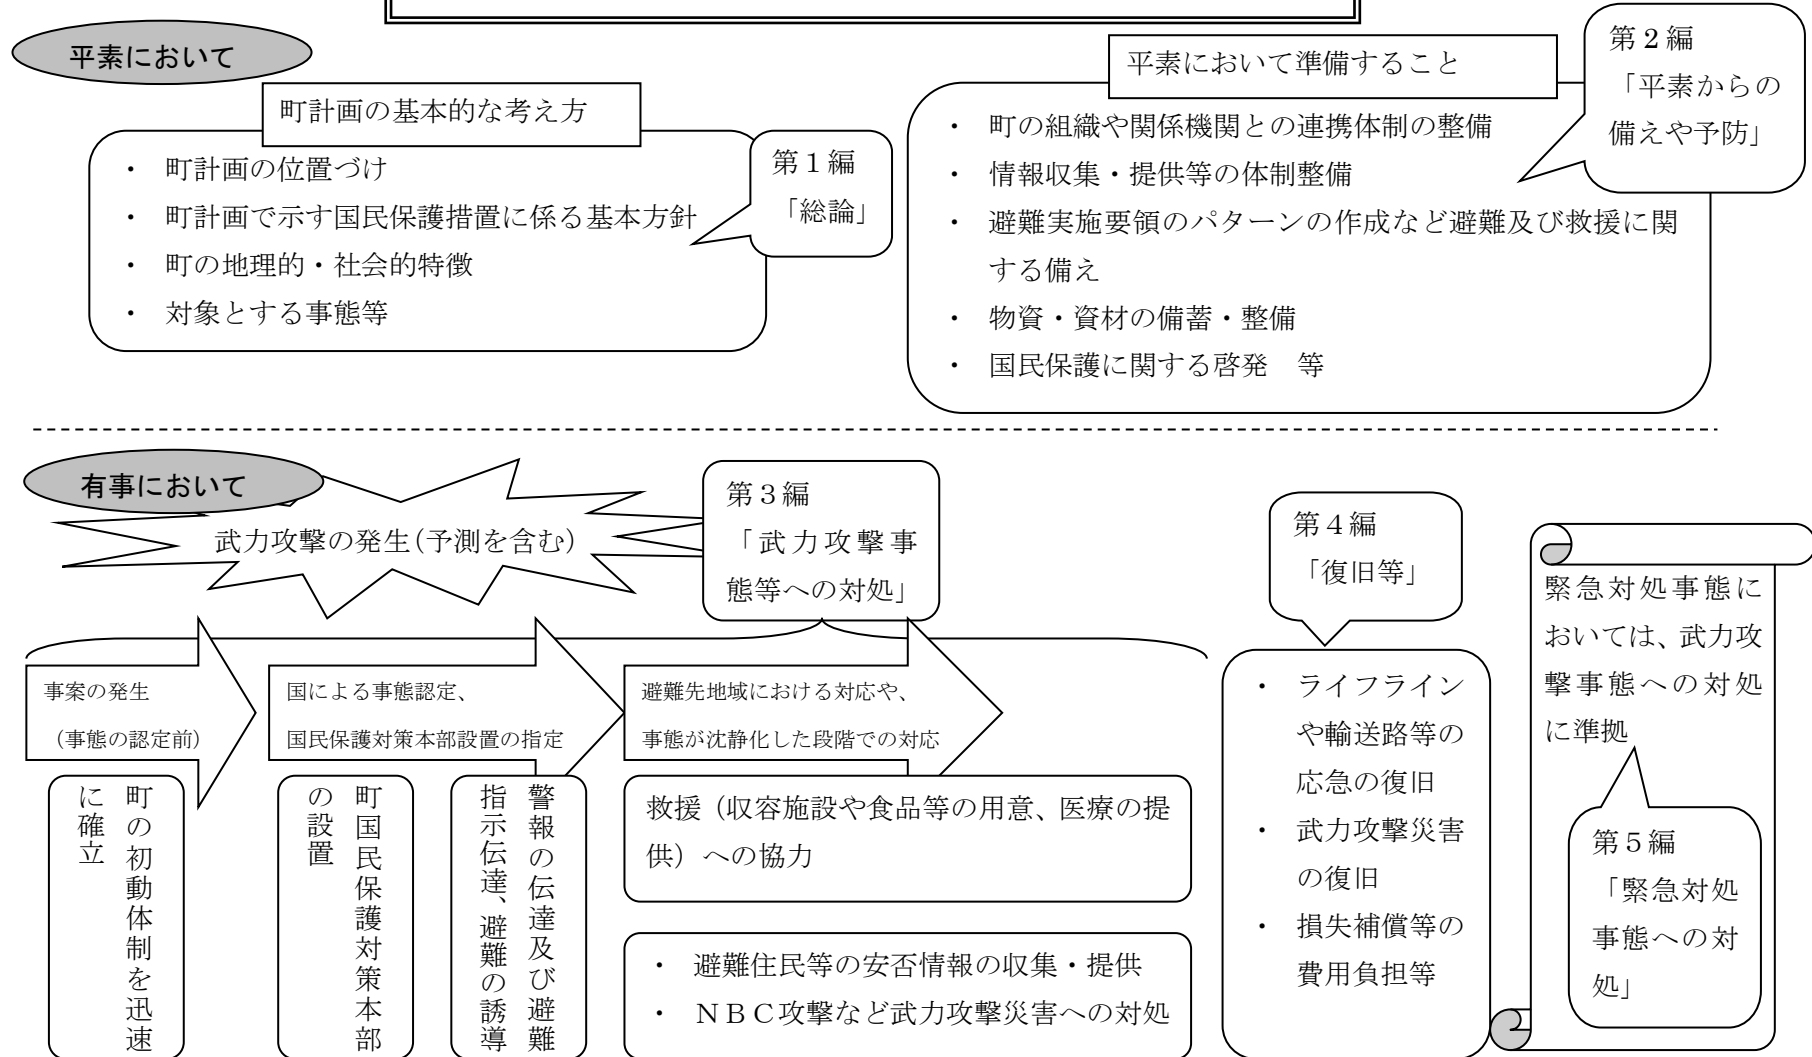 平素において
町計画の基本的な考え方
・ 町計画の位置づけ
・ 町計画で示す国民保護措置に係る基本方針
・ 町の地理的・社会的特徴
・ 対象とする事態等
第１編
「総論」
平素において準備すること
・ 町の組織や関係機関との連携体制の整備
・ 情報収集・提供等の体制整備
・ 避難実施要領のパターンの作成など避難及び救援に関
する備え
・ 物資・資材の備蓄・整備
・ 国民保護に関する啓発　等
第２編
「平素からの
備えや予防」
有事において
武力攻撃の発生（予測を含む）
第３編
「武力攻撃事
態等への対処」
事案の発生
（事態の認定前）
国による事態認定、
国民保護対策本部設置の指定
避難先地域における対応や、
事態が沈静化した段階での対応
町の初動体制を迅速
に確立
町国民保護対策本部
の設置
警報の伝達及び避難
指示伝達、避難の誘導
救援（収容施設や食品等の用意、医療の提
供）への協力
・ 避難住民等の安否情報の収集・提供
・ ＮＢＣ攻撃など武力攻撃災害への対処
第４編
「復旧等」
・ ライフライン
や輸送路等の
応急の復旧
・ 武力攻撃災害
の復旧
・ 損失補償等の
費用負担等
緊急対処事態に
おいては、武力攻
撃事態への対処
に準拠
第５編
「緊急対処
事態への対
処」